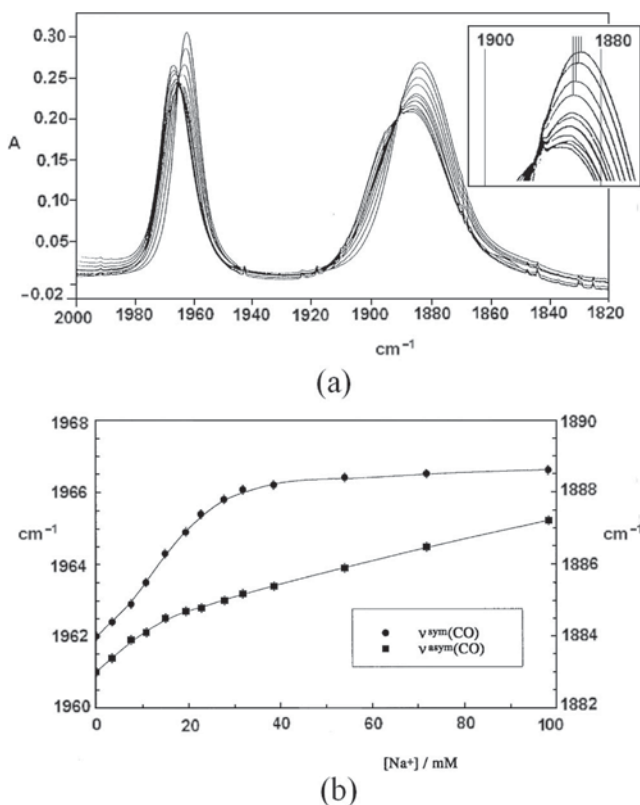 0.30
0.25
0.20
A
0.15
0.10
0.05
−0.02
2000 1980 1960 1940 1920 1900 1880 1860 1840 1820
cm⁻¹
1900 1880
(a)
1968
1966
cm⁻¹
1964
1962
1960
1890
1888
cm⁻¹
1886
1884
1882
νsym(CO)
νasym(CO)
0 20 40 60 80 100
[Na⁺] / mM
(b)